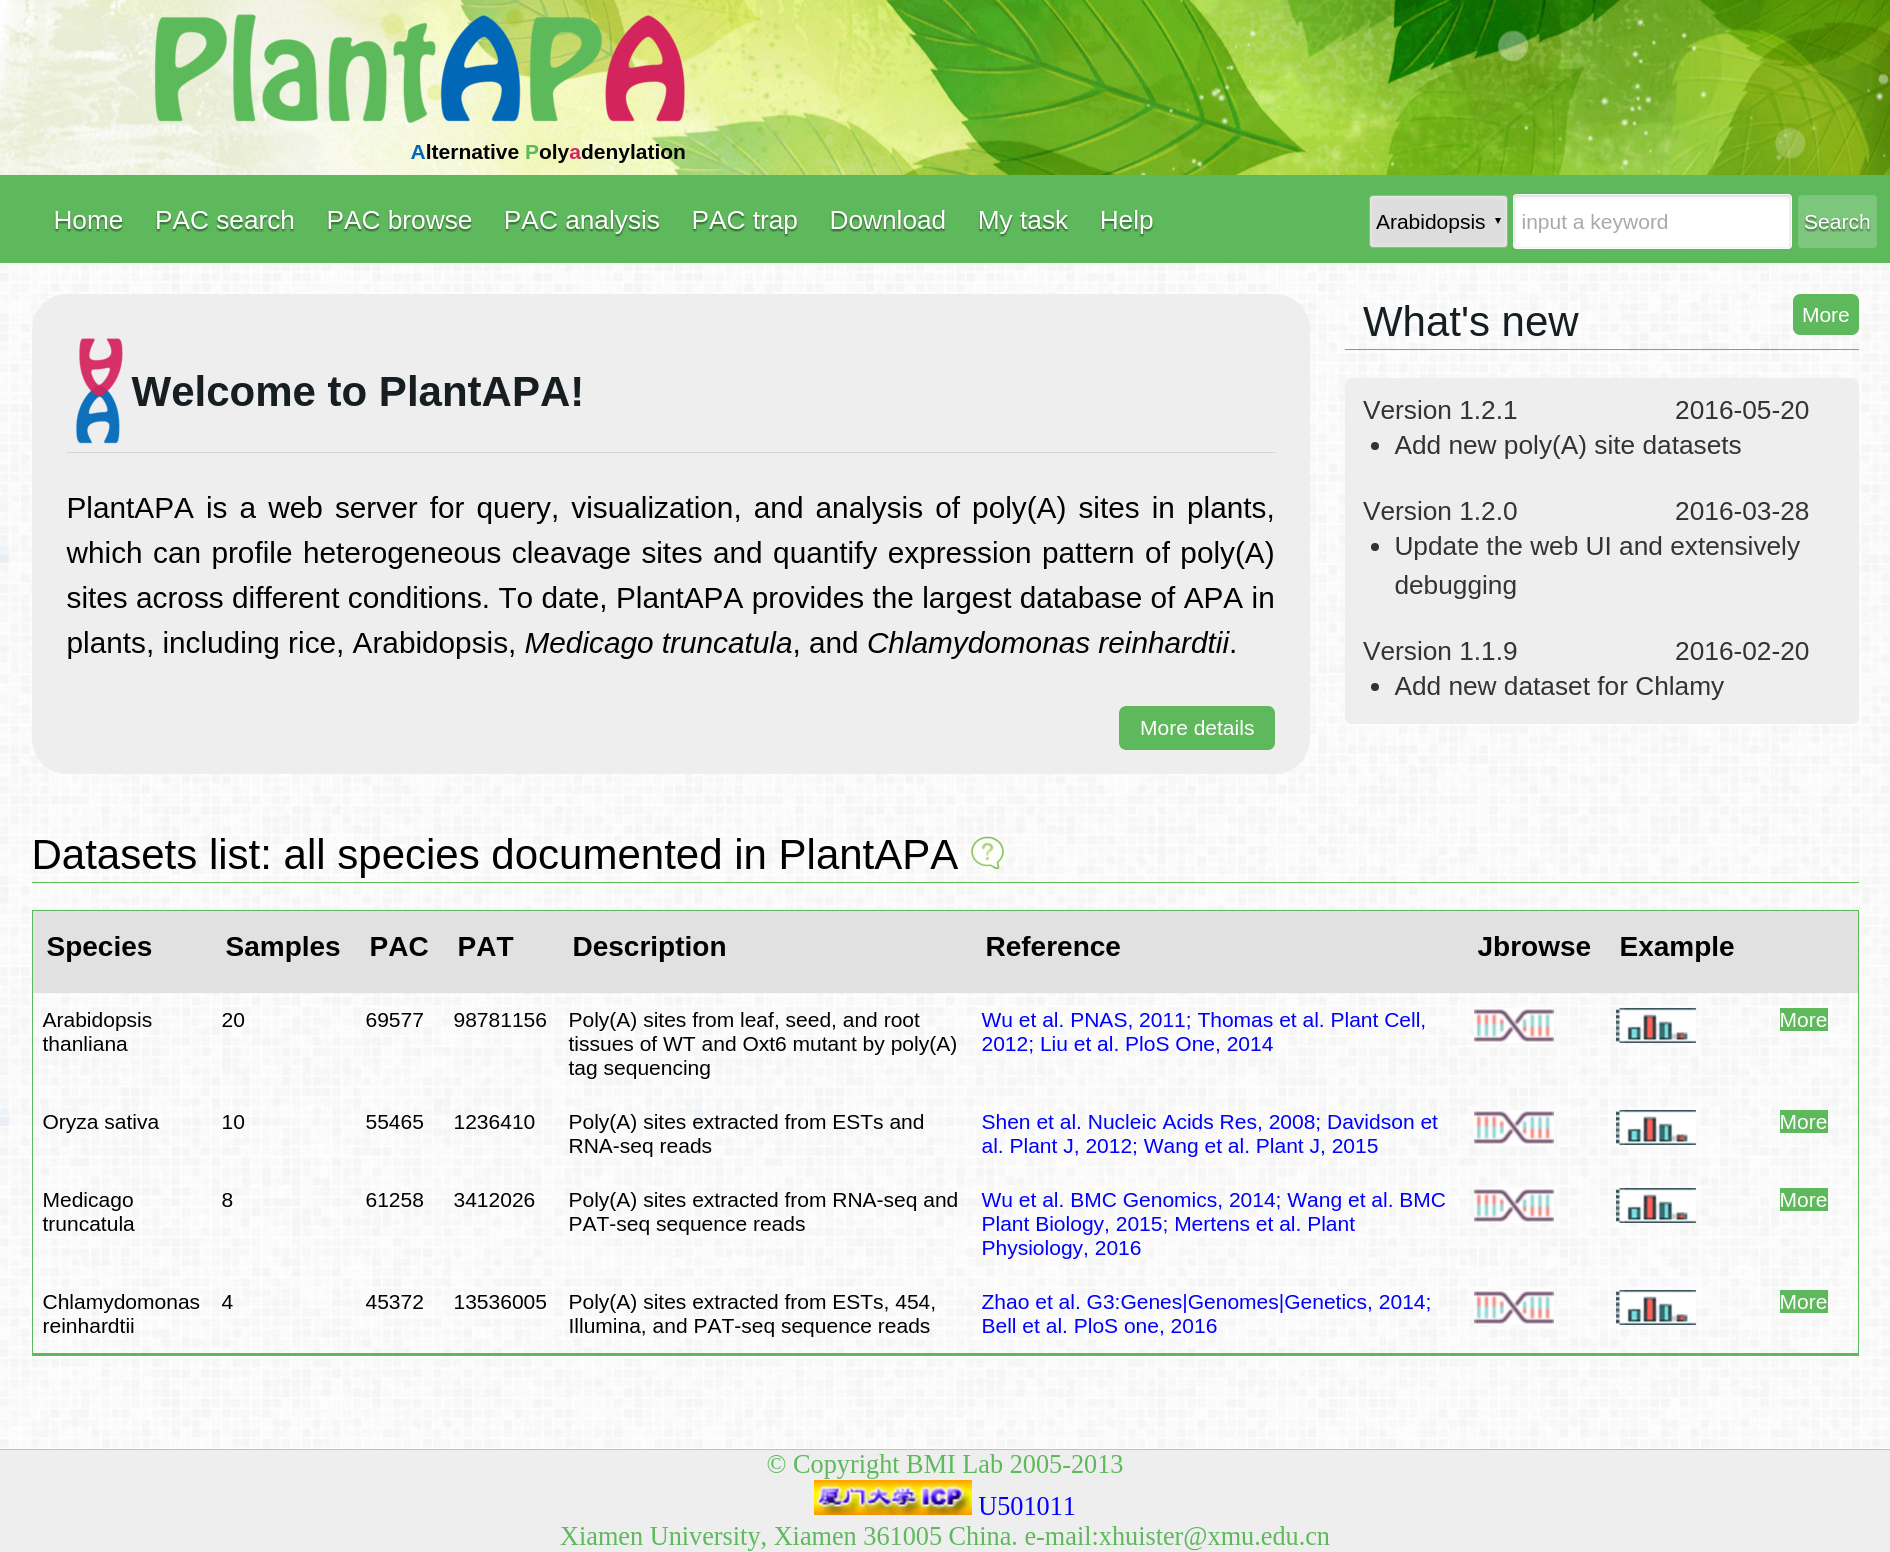 PlantAPA
Alternative Polyadenylation
Home PAC search PAC browse PAC analysis PAC trap Download My task Help
Arabidopsis input a keyword Search
Welcome to PlantAPA!
PlantAPA is a web server for query, visualization, and analysis of poly(A) sites in plants,
which can profile heterogeneous cleavage sites and quantify expression pattern of poly(A)
sites across different conditions. To date, PlantAPA provides the largest database of APA in
plants, including rice, Arabidopsis, Medicago truncatula, and Chlamydomonas reinhardtii.
More details
What's new More
Version 1.2.1 2016-05-20
Add new poly(A) site datasets
Version 1.2.0 2016-03-28
Update the web UI and extensively
debugging
Version 1.1.9 2016-02-20
Add new dataset for Chlamy
Datasets list: all species documented in PlantAPA ?
Species Samples PAC PAT Description Reference Jbrowse Example
Arabidopsis 20 69577 98781156 Poly(A) sites from leaf, seed, and root Wu et al. PNAS, 2011; Thomas et al. Plant Cell, More
thanliana tissues of WT and Oxt6 mutant by poly(A) 2012; Liu et al. PloS One, 2014
tag sequencing
Oryza sativa 10 55465 1236410 Poly(A) sites extracted from ESTs and Shen et al. Nucleic Acids Res, 2008; Davidson et More
RNA-seq reads al. Plant J, 2012; Wang et al. Plant J, 2015
Medicago 8 61258 3412026 Poly(A) sites extracted from RNA-seq and Wu et al. BMC Genomics, 2014; Wang et al. BMC More
truncatula PAT-seq sequence reads Plant Biology, 2015; Mertens et al. Plant
Physiology, 2016
Chlamydomonas 4 45372 13536005 Poly(A) sites extracted from ESTs, 454, Zhao et al. G3:Genes|Genomes|Genetics, 2014; More
reinhardtii Illumina, and PAT-seq sequence reads Bell et al. PloS one, 2016
© Copyright BMI Lab 2005-2013
厦门大学 ICP U501011
Xiamen University, Xiamen 361005 China. e-mail:xhuister@xmu.edu.cn